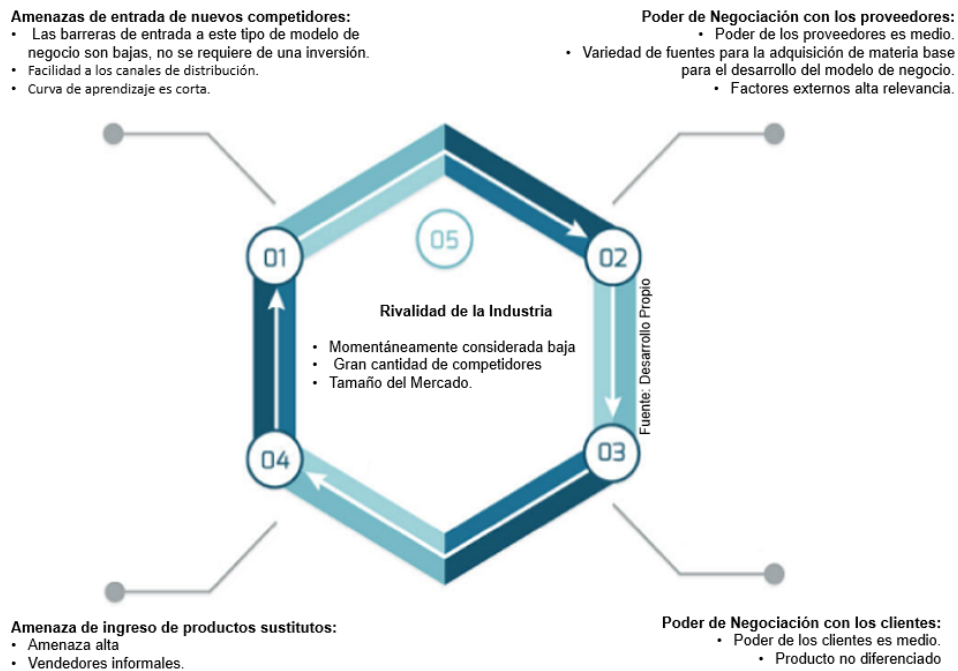 Amenazas de entrada de nuevos competidores:
• Las barreras de entrada a este tipo de modelo de
negocio son bajas, no se requiere de una inversión.
• Facilidad a los canales de distribución.
• Curva de aprendizaje es corta.
Poder de Negociación con los proveedores:
• Poder de los proveedores es medio.
• Variedad de fuentes para la adquisición de materia base
para el desarrollo del modelo de negocio.
• Factores externos alta relevancia.
05
01
02
Rivalidad de la Industria
• Momentáneamente considerada baja
• Gran cantidad de competidores
• Tamaño del Mercado.
Fuente: Desarrollo Propio
04
03
Amenaza de ingreso de productos sustitutos:
• Amenaza alta
• Vendedores informales.
Poder de Negociación con los clientes:
• Poder de los clientes es medio.
• Producto no diferenciado